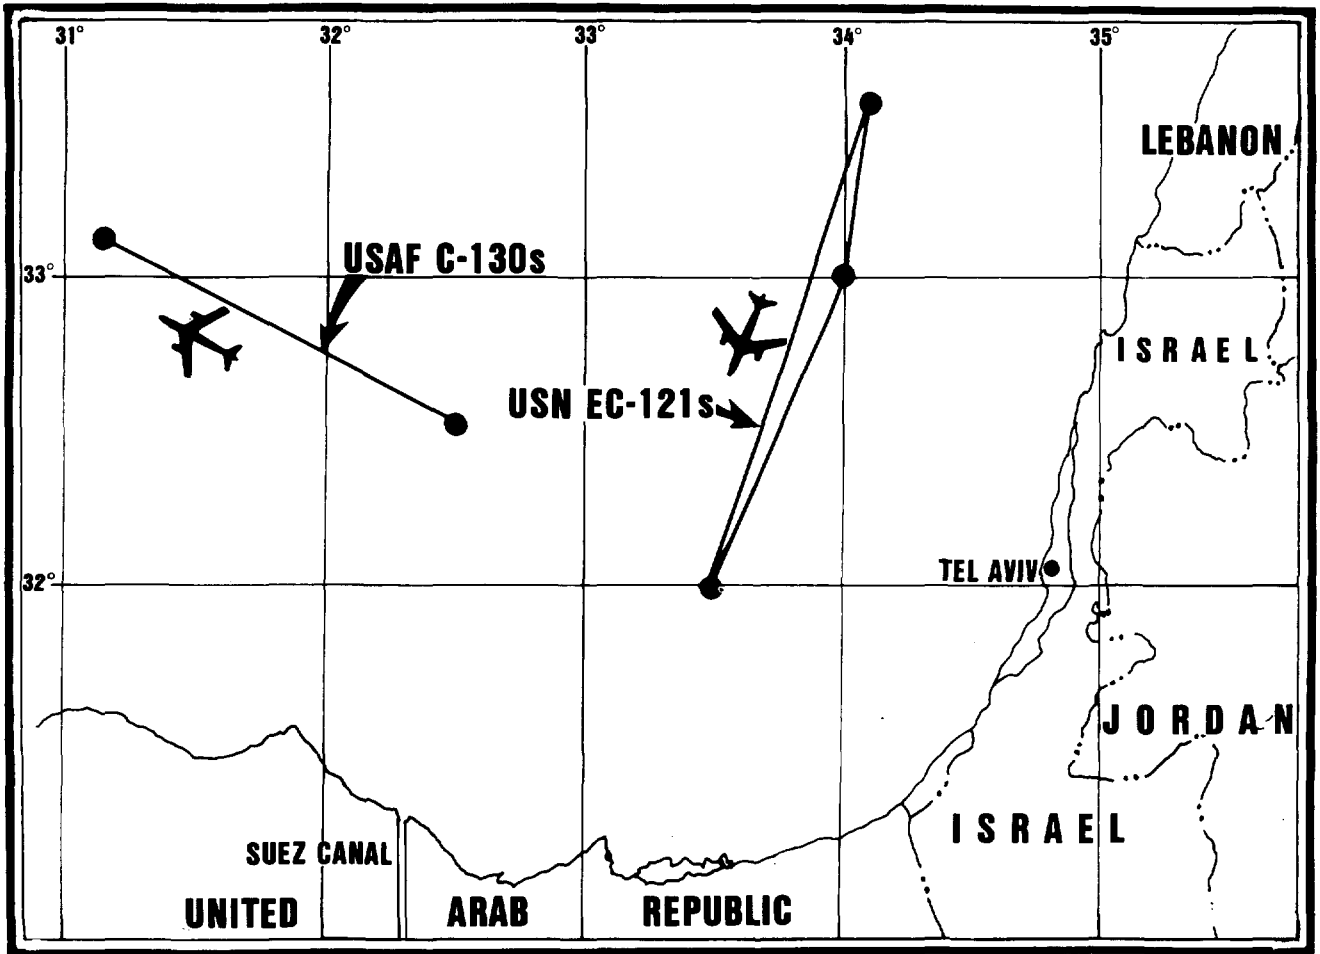 31° 32° 33° 34° 35°
LEBANON
USAF C-130s
33°
ISRAEL
USN EC-121s
TEL AVIV
32°
JORDAN
ISRAEL
SUEZ CANAL
UNITED ARAB REPUBLIC